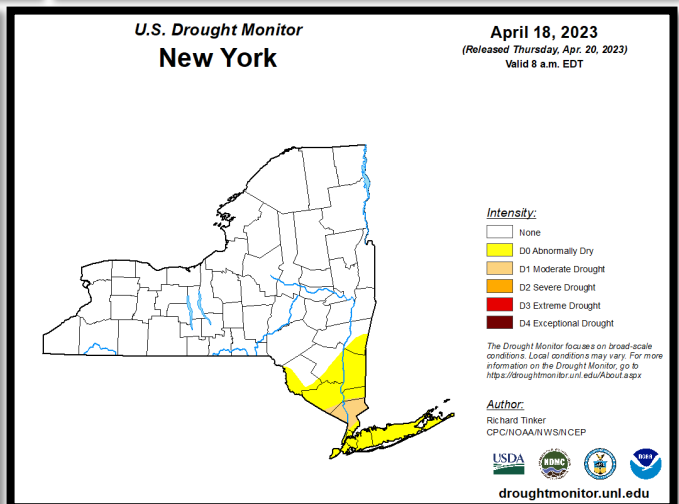 U.S. Drought Monitor
New York
April 18, 2023
(Released Thursday, Apr. 20, 2023)
Valid 8 a.m. EDT
Intensity:
None
D0 Abnormally Dry
D1 Moderate Drought
D2 Severe Drought
D3 Extreme Drought
D4 Exceptional Drought
The Drought Monitor focuses on broad-scale
conditions. Local conditions may vary. For more
information on the Drought Monitor, go to
https://droughtmonitor.unl.edu/About.aspx
Author:
Richard Tinker
CPC/NOAA/NWS/NCEP
USDA
NDMC
NOAA
droughtmonitor.unl.edu